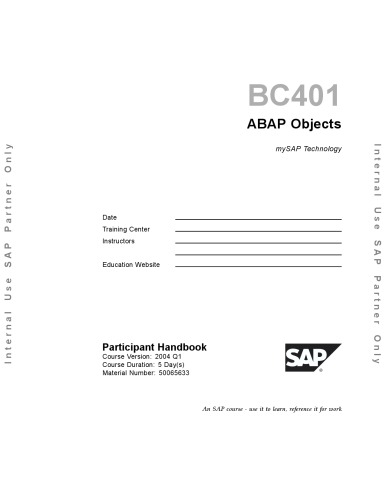 BC401
ABAP Objects
mySAP Technology
Internal Use SAP Partner Only
Internal Use SAP Partner Only
Date
Training Center
Instructors
Education Website
Participant Handbook
Course Version: 2004 Q1
Course Duration: 5 Day(s)
Material Number: 50065633
SAP®
An SAP course - use it to learn, reference it for work